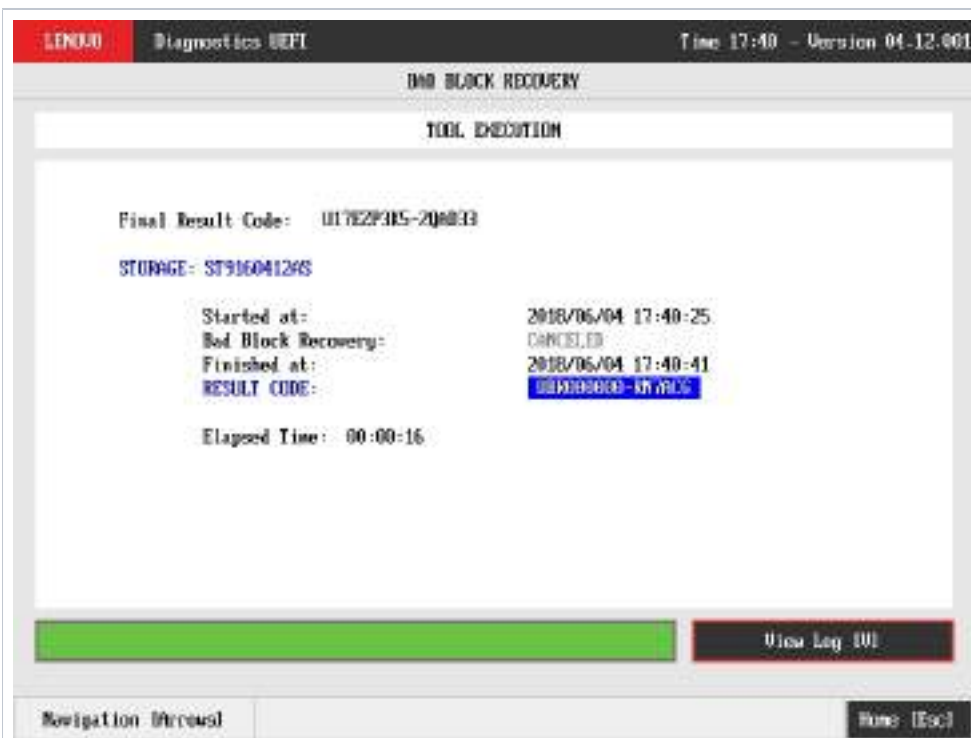 LENOVO Diagnostics UEFI Time 17:40 - Version 04.12.001
BAD BLOCK RECOVERY
TOOL EXECUTION
Final Result Code:
STORAGE: ST9160412AS
Started at: 2018/06/04 17:40:25
Bad Block Recovery: CANCELED
Finished at: 2018/06/04 17:40:41
RESULT CODE:
Elapsed Time: 00:00:16
View Log [V]
Navigation [Arrows] Home [Esc]